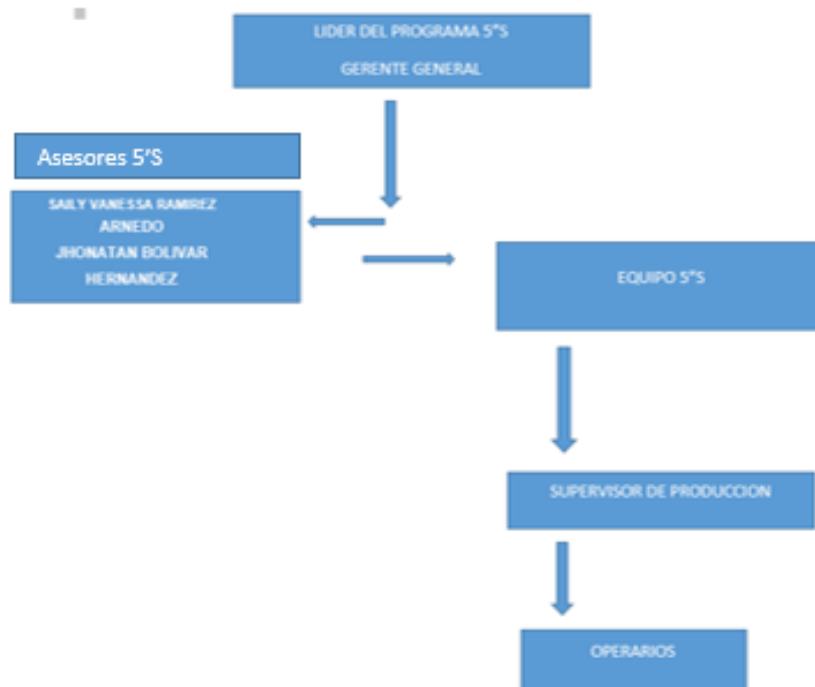 LIDER DEL PROGRAMA 5"S
GERENTE GENERAL
Asesores 5'S
SAILY VANESSA RAMIREZ
ARNEDO
JHONATAN BOLIVAR
HERNANDEZ
EQUIPO 5"S
SUPERVISOR DE PRODUCCION
OPERARIOS